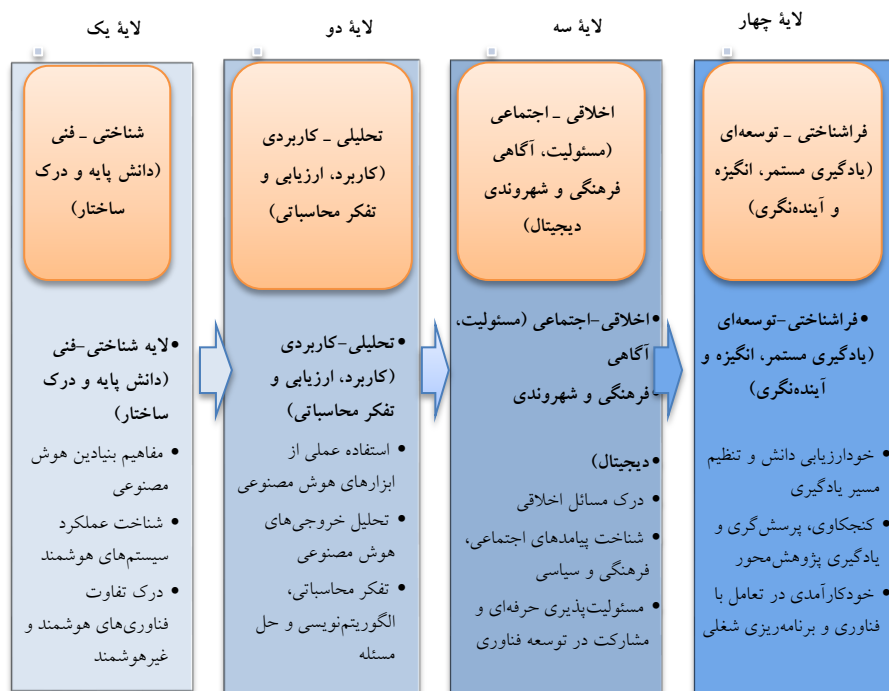 لایۀ یک
شناختی ـ فنی
(دانش پایه و درک
ساختار)
•لایه شناختی-فنی
(دانش پایه و درک
ساختار)
• مفاهیم بنیادین هوش
مصنوعی
• شناخت عملکرد
سیستم‌های هوشمند
• درک تفاوت
فناوری‌های هوشمند و
غیرهوشمند
لایۀ دو
تحلیلی ـ کاربردی
(کاربرد، ارزیابی و
تفکر محاسباتی)
•تحلیلی-کاربردی
(کاربرد، ارزیابی و
تفکر محاسباتی)
• استفاده عملی از
ابزارهای هوش مصنوعی
• تحلیل خروجی‌های
هوش مصنوعی
• تفکر محاسباتی،
الگوریتم‌نویسی و حل
مسئله
لایۀ سه
اخلاقی ـ اجتماعی
(مسئولیت، آگاهی
فرهنگی و شهروندی
دیجیتال)
•اخلاقی-اجتماعی (مسئولیت،
آگاهی
•فرهنگی و شهروندی
•دیجیتال)
• درک مسائل اخلاقی
• شناخت پیامدهای اجتماعی،
فرهنگی و سیاسی
• مسئولیت‌پذیری حرفه‌ای و
مشارکت در توسعه فناوری
لایۀ چهار
فراشناختی ـ توسعه‌ای
(یادگیری مستمر، انگیزه
و آینده‌نگری)
•فراشناختی-توسعه‌ای
(یادگیری مستمر، انگیزه و
آینده‌نگری)
• خودارزیابی دانش و تنظیم
مسیر یادگیری
• کنجکاوی، پرسش‌گری و
یادگیری پژوهش‌محور
• خودکارآمدی در تعامل با
فناوری و برنامه‌ریزی شغلی